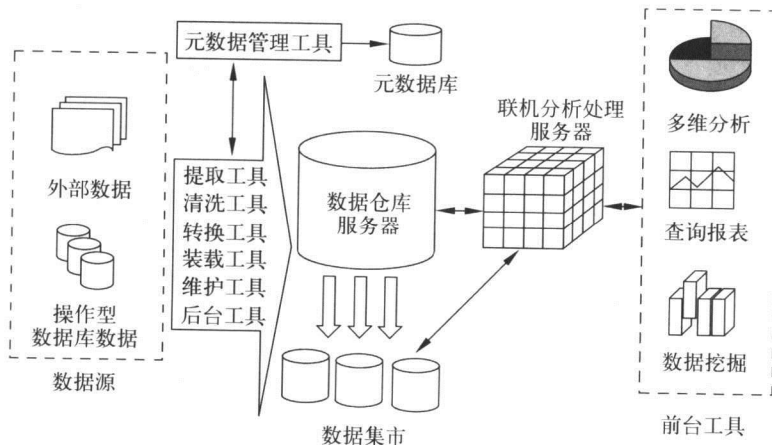 元数据管理工具
元数据库
外部数据
操作型
数据库数据
数据源
提取工具
清洗工具
转换工具
装载工具
维护工具
后台工具
数据仓库
服务器
数据集市
联机分析处理
服务器
多维分析
查询报表
数据挖掘
前台工具